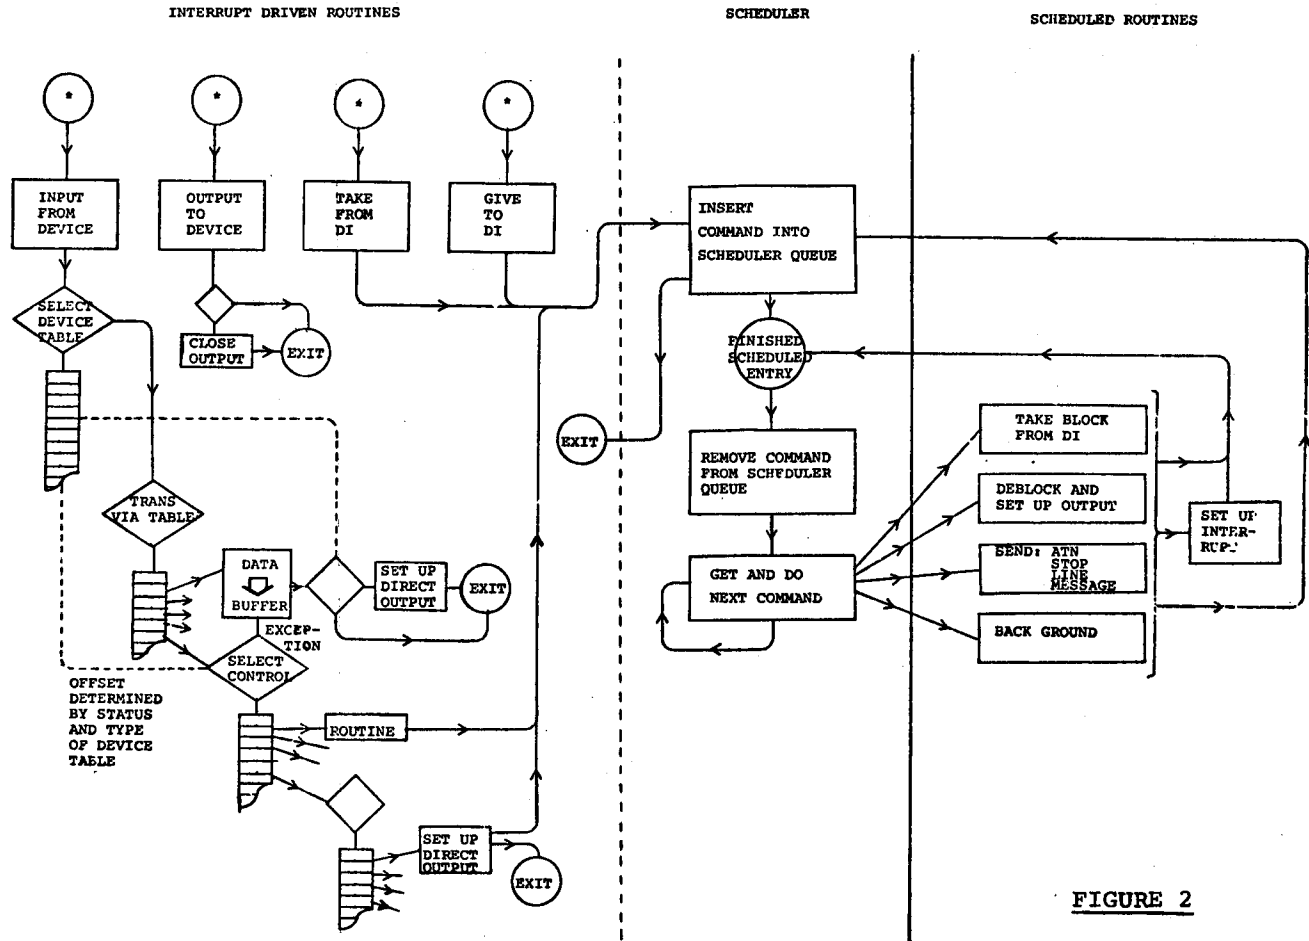 INTERRUPT DRIVEN ROUTINES
SCHEDULER
SCHEDULED ROUTINES
*
*
*
*
INPUT
FROM
DEVICE
OUTPUT
TO
DEVICE
TAKE
FROM
DI
GIVE
TO
DI
INSERT
COMMAND INTO
SCHEDULER QUEUE
SELECT
DEVICE
TABLE
CLOSE
OUTPUT
EXIT
FINISHED
SCHEDULED
ENTRY
EXIT
REMOVE COMMAND
FROM SCHEDULER
QUEUE
TAKE BLOCK
FROM DI
DEBLOCK AND
SET UP OUTPUT
SEND: ATN
STOP
LINE
MESSAGE
BACK GROUND
SET UP
INTER-
RUPT
TRANS
VIA TABLE
DATA
BUFFER
SET UP
DIRECT
OUTPUT
EXIT
GET AND DO
NEXT COMMAND
EXCEP-
TION
SELECT
CONTROL
OFFSET
DETERMINED
BY STATUS
AND TYPE
OF DEVICE
TABLE
ROUTINE
SET UP
DIRECT
OUTPUT
EXIT
FIGURE 2